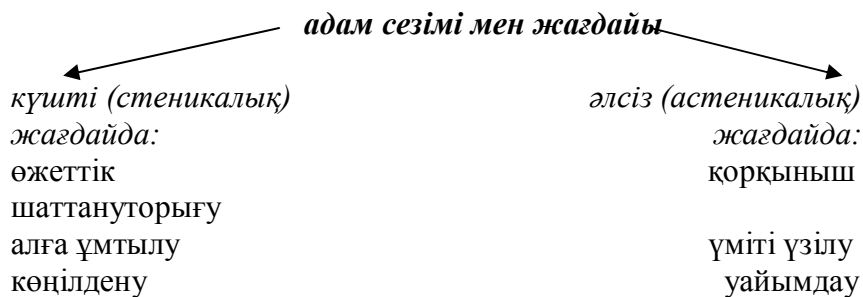 адам сезімі мен жағдайы
күшті (стеникалық) әлсіз (астеникалық)
жағдайда: жағдайда:
өжеттік қорқыныш
шаттануторығу
алға ұмтылу үміті үзілу
көңілдену уайымдау